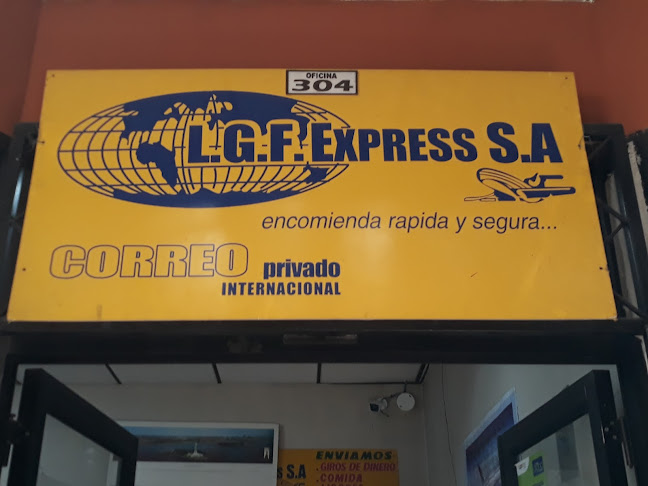 OFICINA
304
L.G.F. EXPRESS S.A
encomienda rapida y segura...
CORREO privado
INTERNACIONAL
S.A
ENVIAMOS
.GIROS DE DINERO
.COMIDA